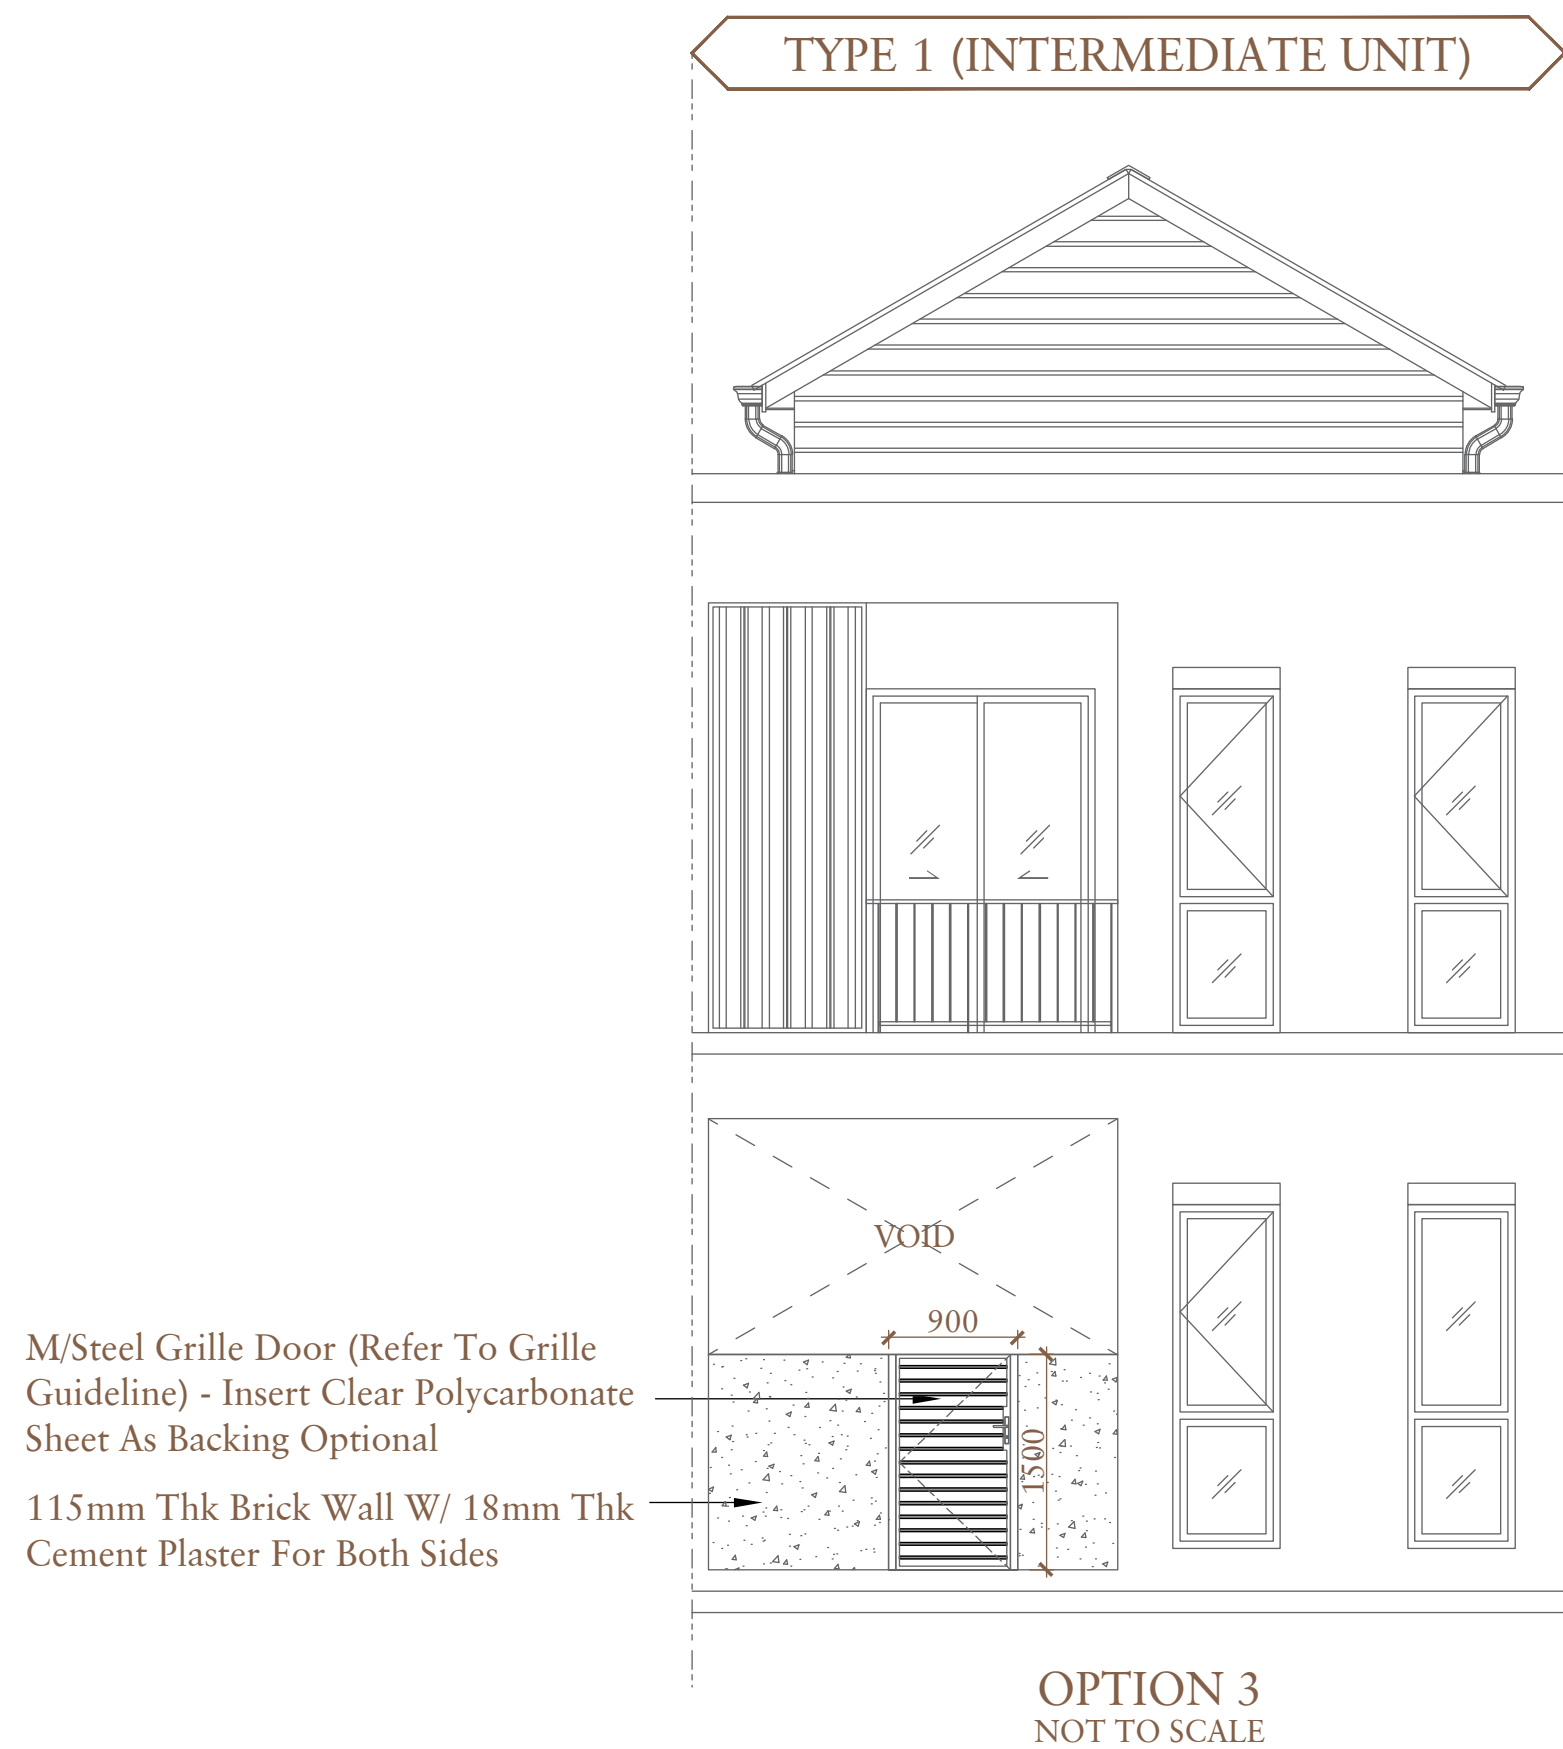 TYPE 1 (INTERMEDIATE UNIT)
VOID
900
1500
M/Steel Grille Door (Refer To Grille
Guideline) - Insert Clear Polycarbonate
Sheet As Backing Optional
115mm Thk Brick Wall W/ 18mm Thk
Cement Plaster For Both Sides
OPTION 3
NOT TO SCALE